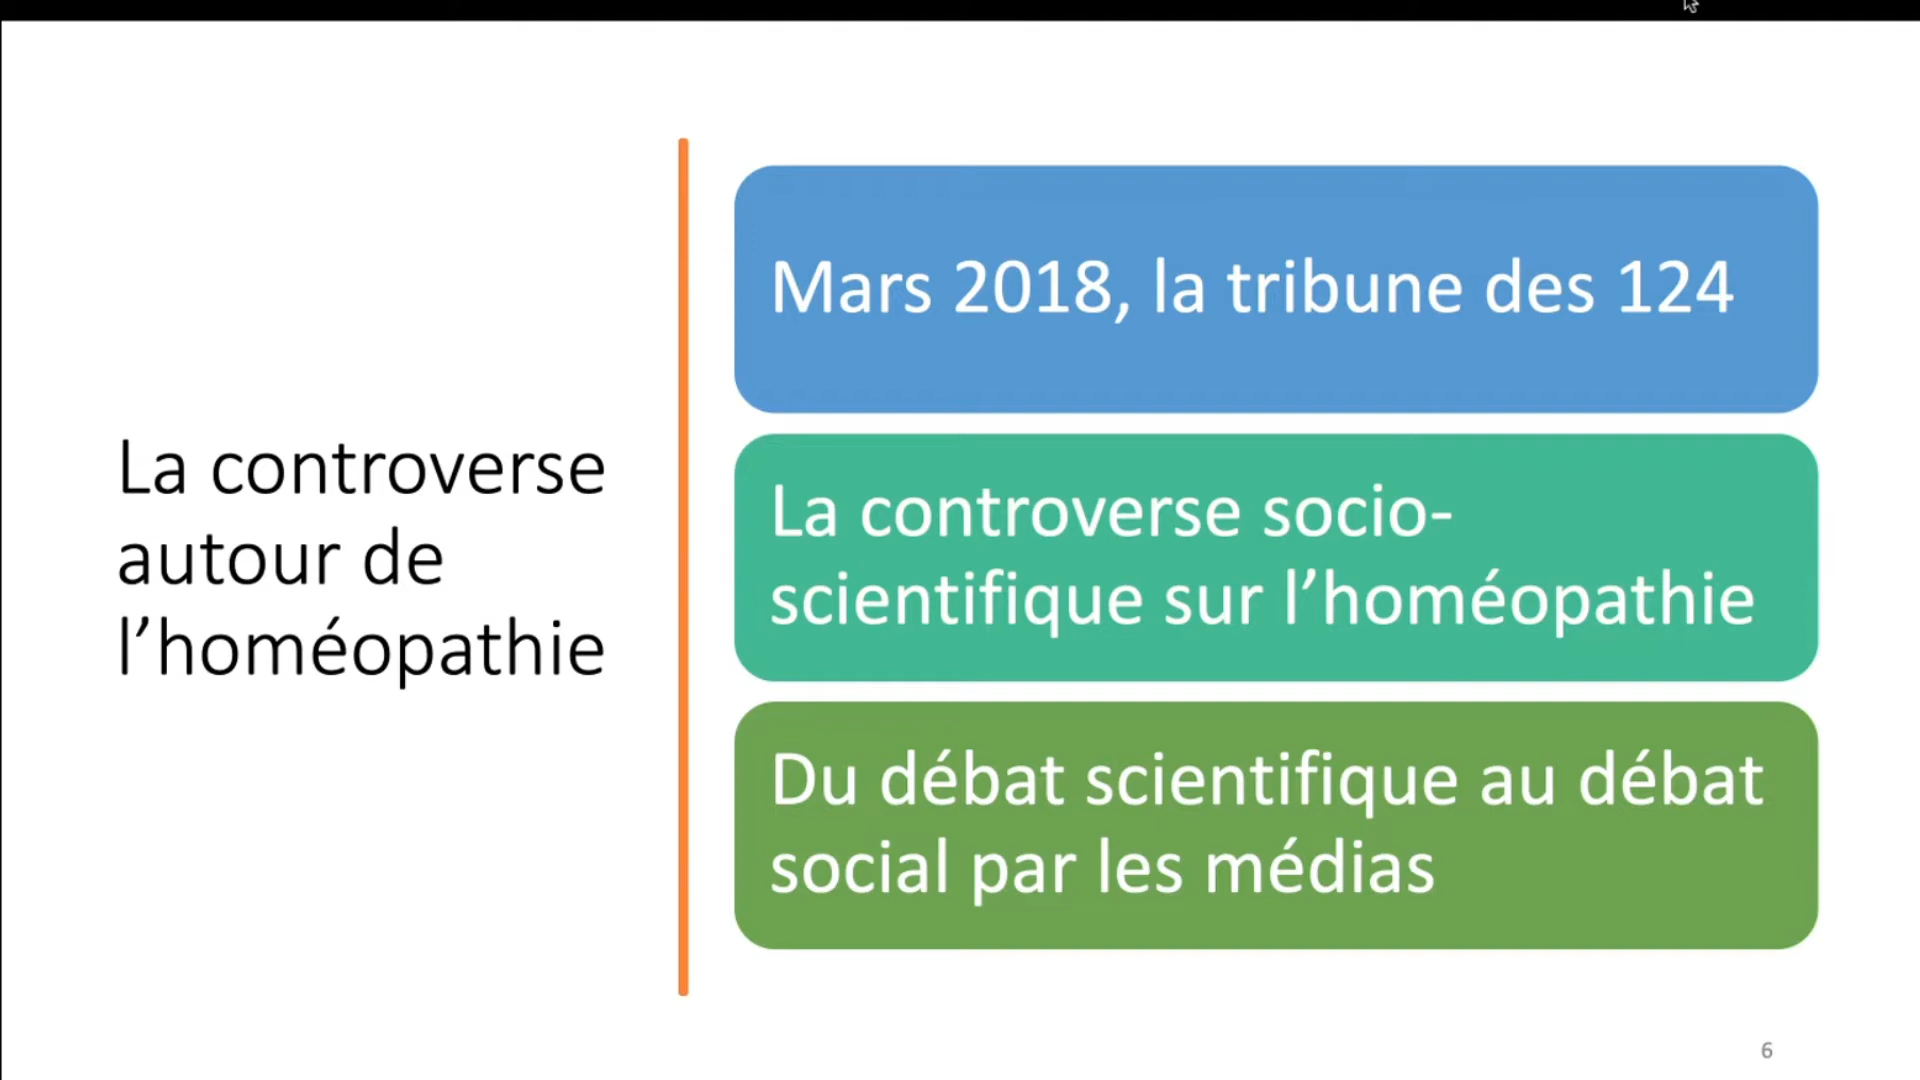 La controverse
autour de
l’homéopathie
Mars 2018, la tribune des 124
La controverse socio-
scientifique sur l’homéopathie
Du débat scientifique au débat
social par les médias
6